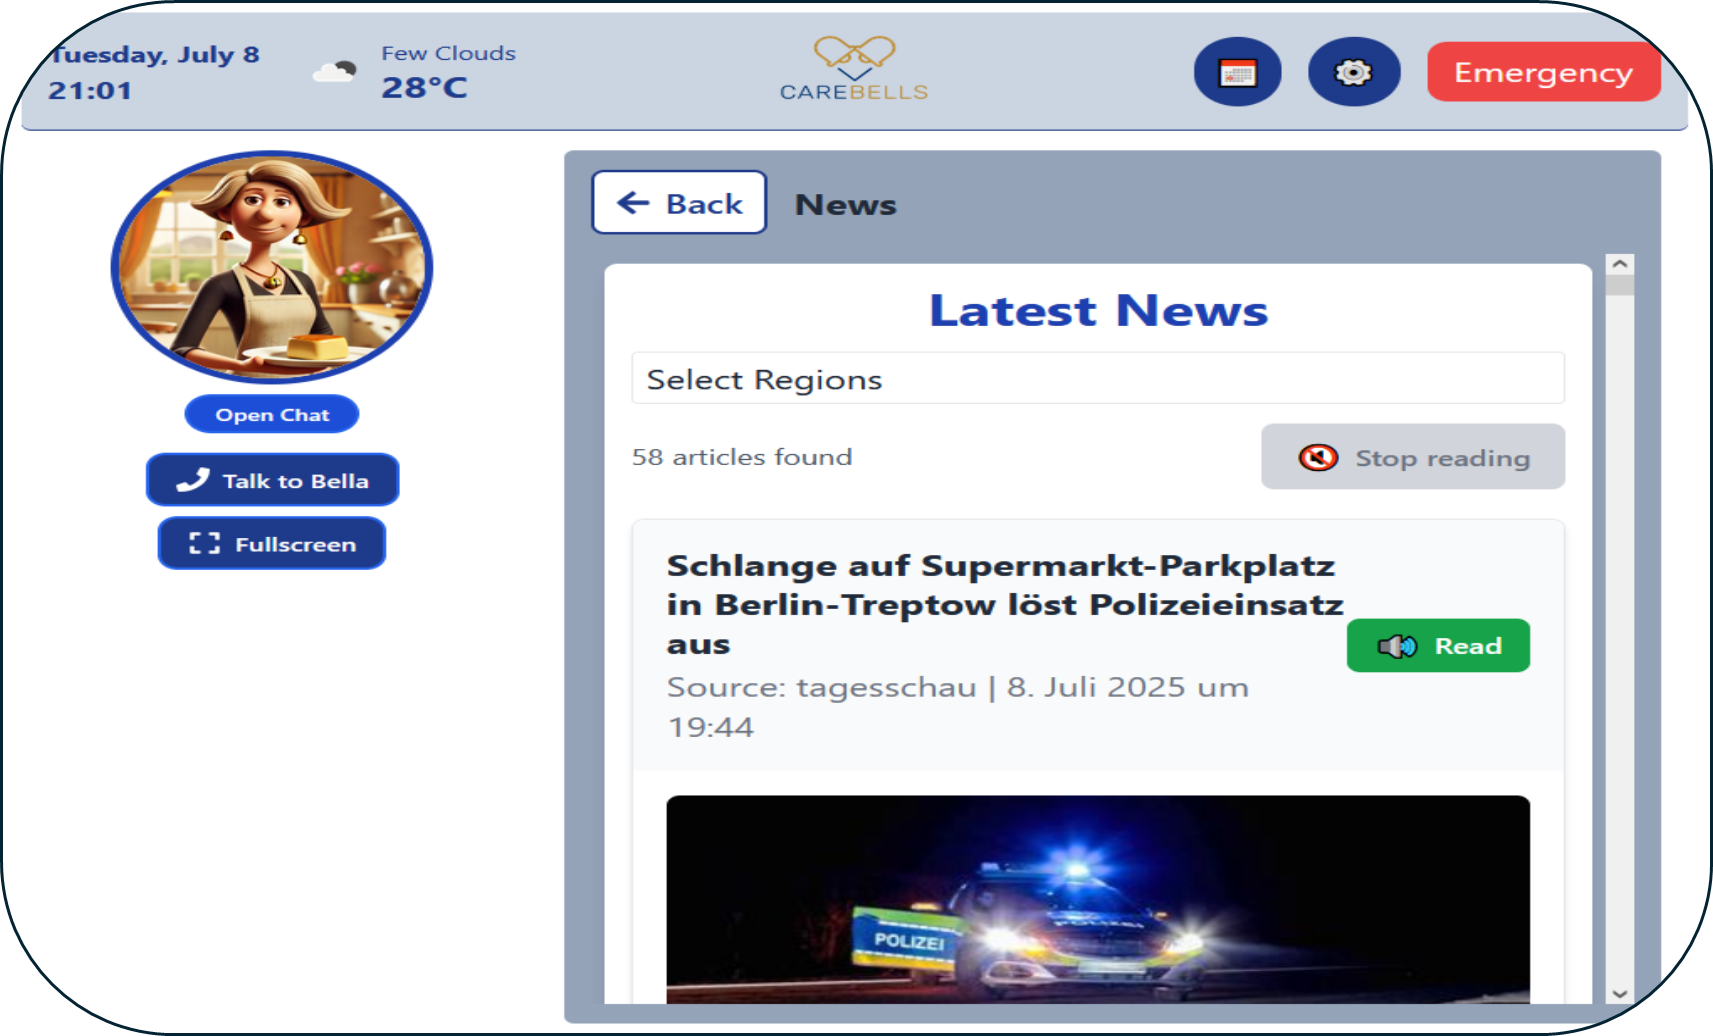 Tuesday, July 8
21:01
Few Clouds
28°C
CAREBELLS
Emergency
Open Chat
Talk to Bella
Fullscreen
Back
News
Latest News
Select Regions
58 articles found
Stop reading
Schlange auf Supermarkt-Parkplatz
in Berlin-Treptow löst Polizeieinsatz
aus
Read
Source: tagesschau | 8. Juli 2025 um
19:44
POLIZEI
POLIZEI